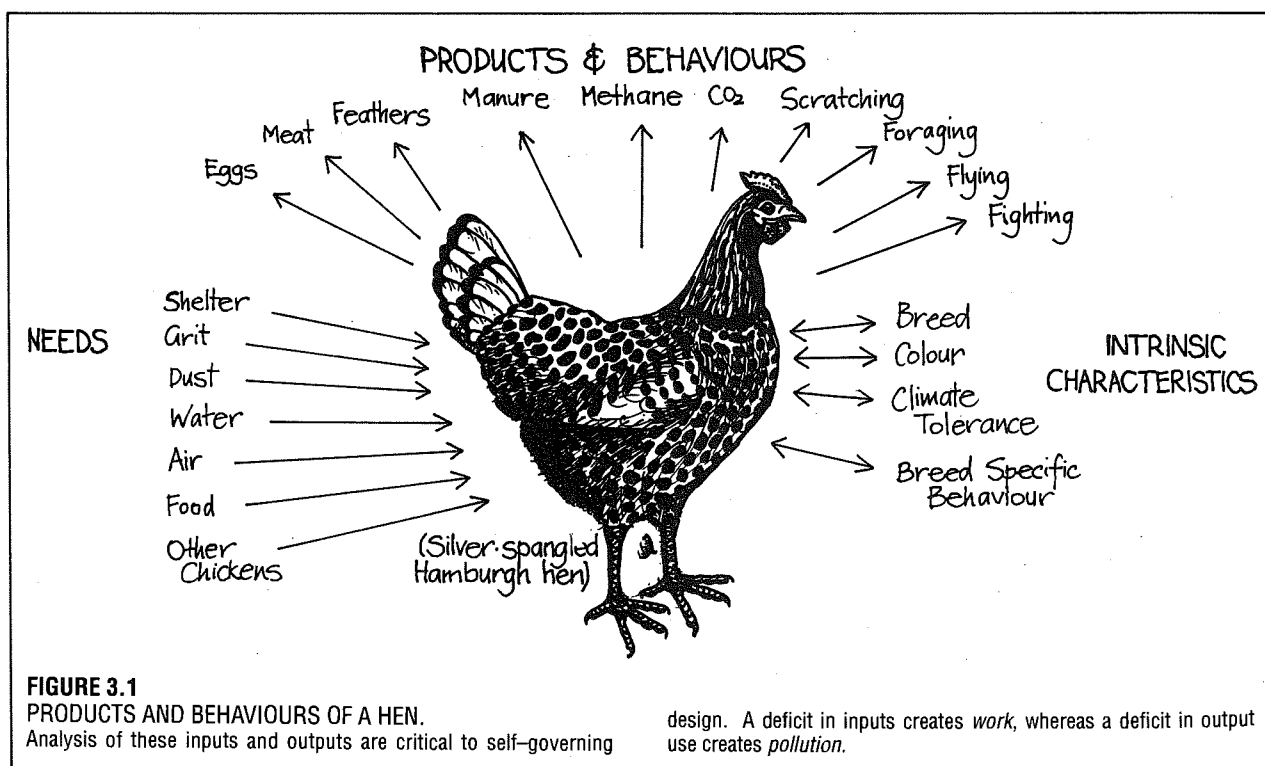 PRODUCTS & BEHAVIOURS
Eggs
Meat
Feathers
Manure
Methane
CO₂
Scratching
Foraging
Flying
Fighting
NEEDS
Shelter
Grit
Dust
Water
Air
Food
Other
Chickens
(Silver-spangled
Hamburgh hen)
INTRINSIC
CHARACTERISTICS
Breed
Colour
Climate
Tolerance
Breed Specific
Behaviour
FIGURE 3.1
PRODUCTS AND BEHAVIOURS OF A HEN.
Analysis of these inputs and outputs are critical to self–governing
design. A deficit in inputs creates work, whereas a deficit in output
use creates pollution.